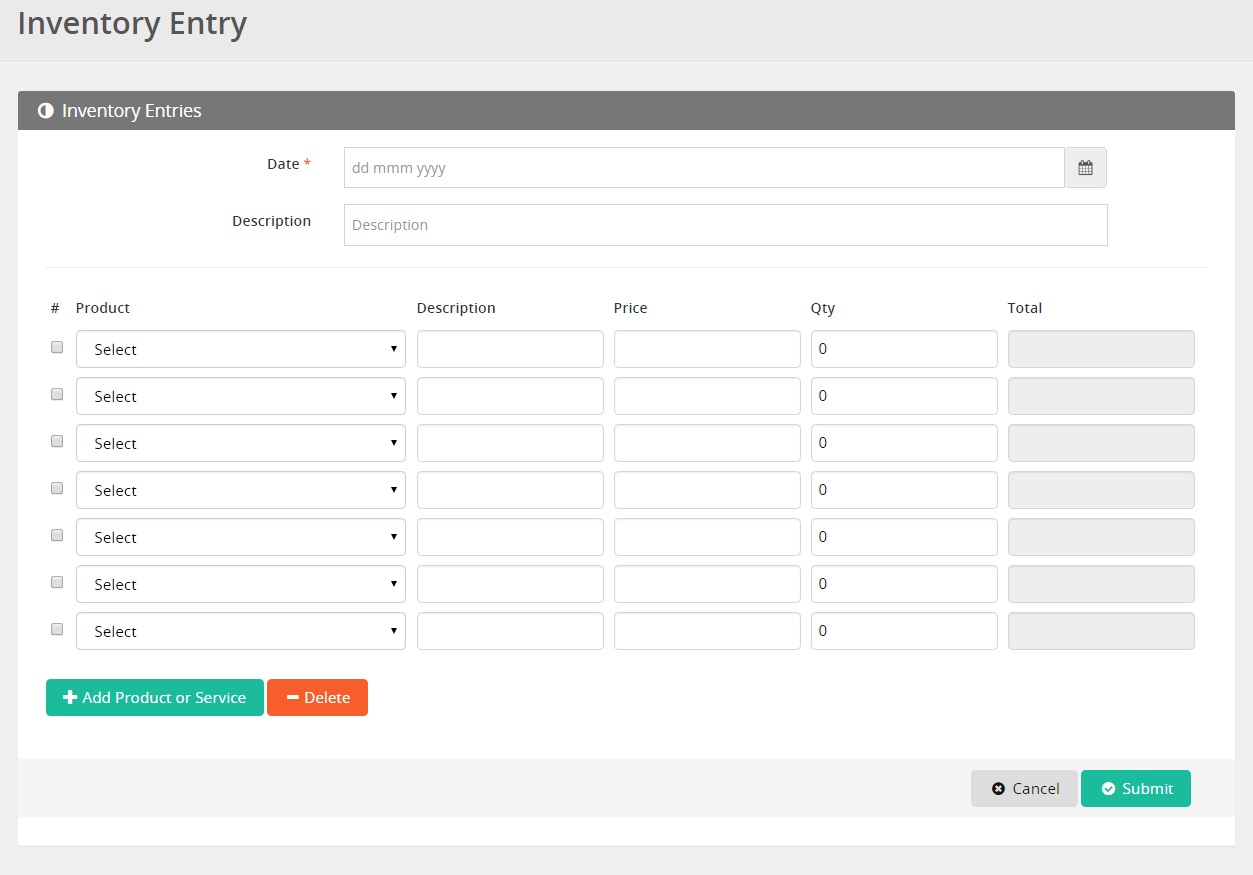 Inventory Entry
Inventory Entries
Date *
dd mmm yyyy
Description
Description
# Product Description Price Qty Total
Select 0
Select 0
Select 0
Select 0
Select 0
Select 0
Select 0
Add Product or Service Delete
Cancel Submit